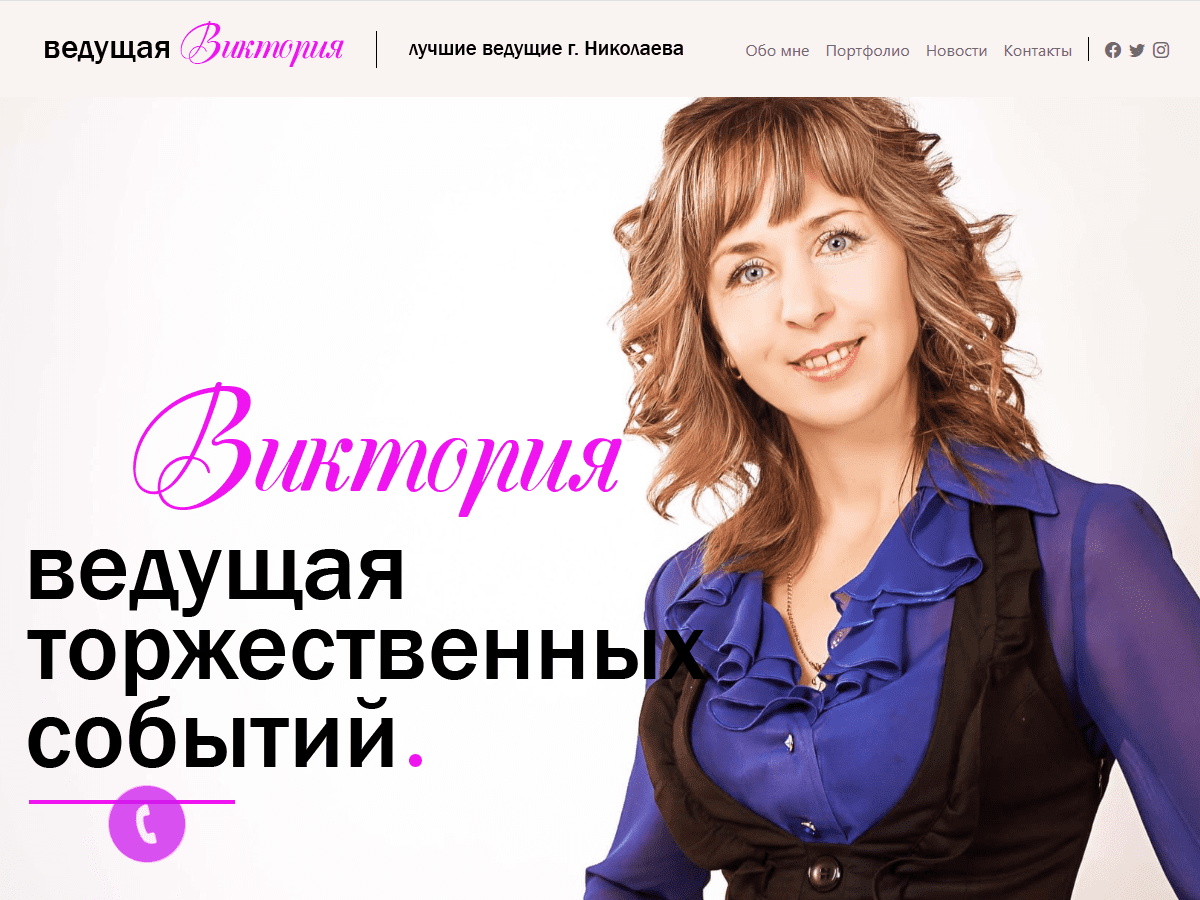 ведущая Виктория
лучшие ведущие г. Николаева
Обо мне Портфолио Новости Контакты
Виктория
ведущая
торжественных
событий.